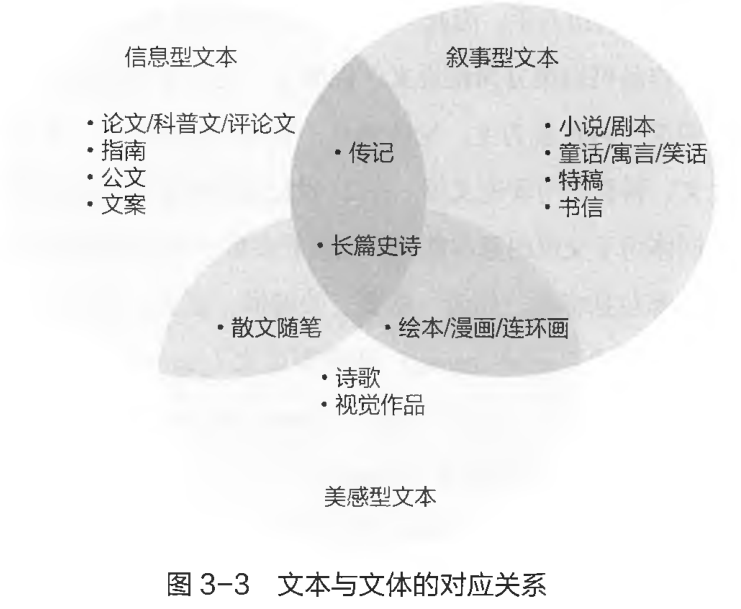 信息型文本
叙事型文本
・论文/科普文/评论文
・指南
・公文
・文案
・传记
・小说/剧本
・童话/寓言/笑话
・特稿
・书信
・长篇史诗
・散文随笔
・绘本/漫画/连环画
・诗歌
・视觉作品
美感型文本
图 3-3 文本与文体的对应关系